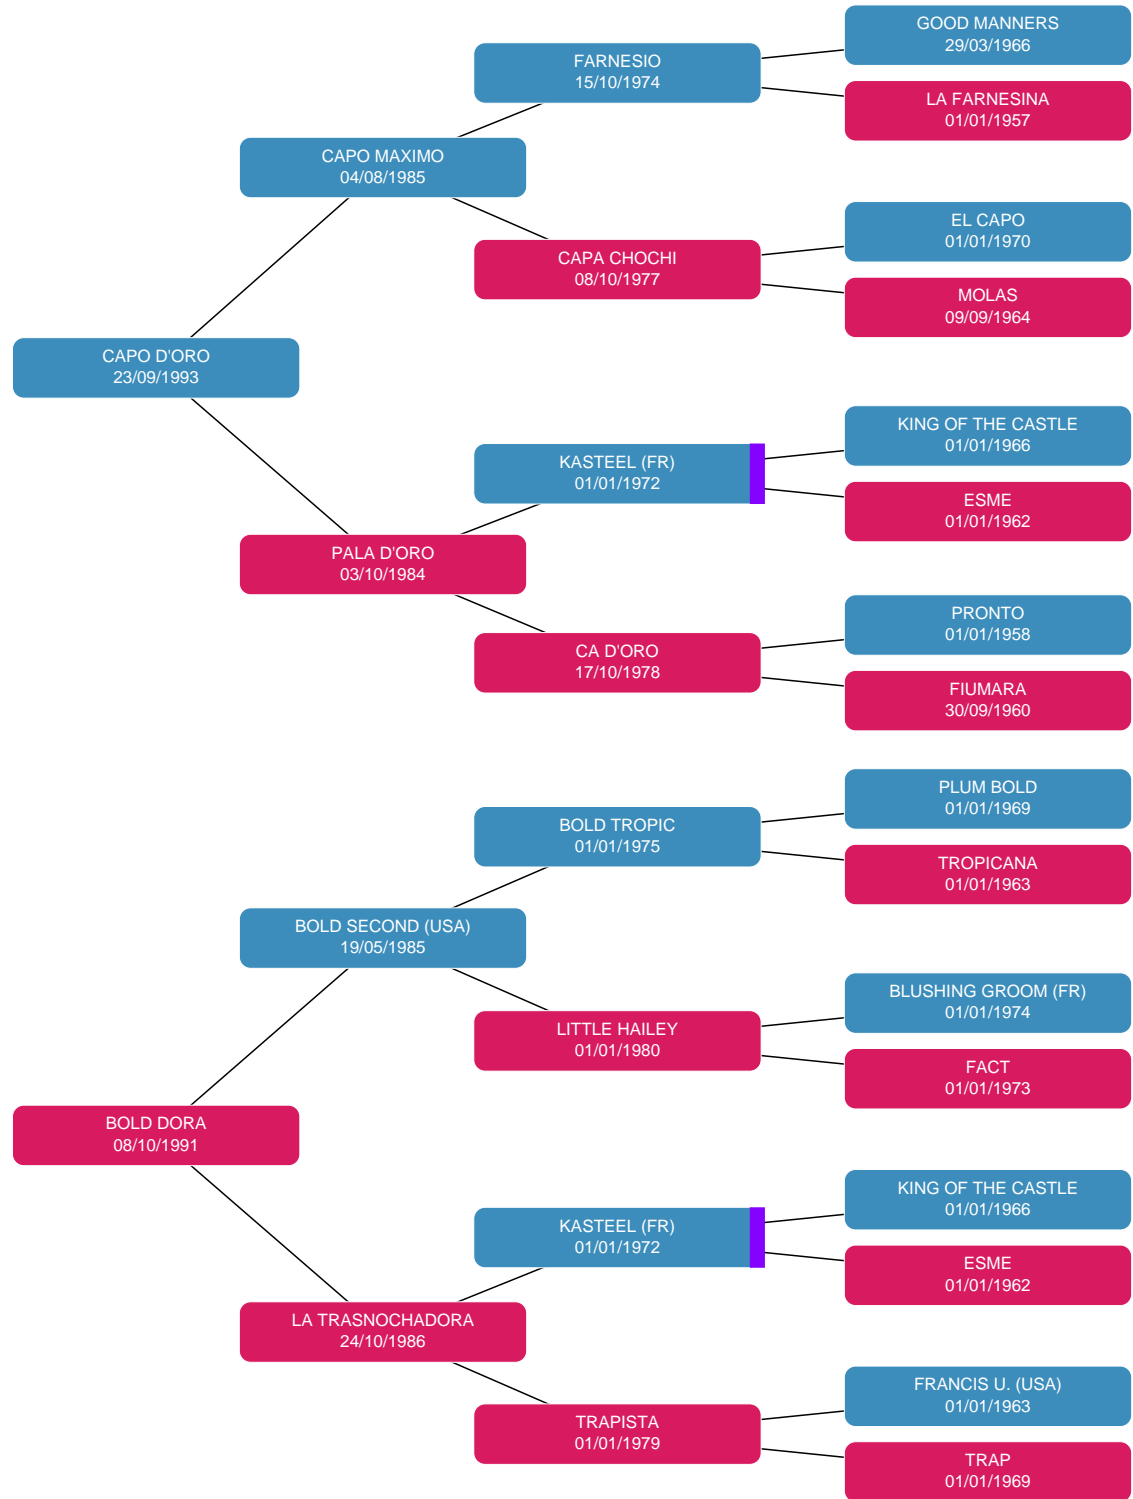 GOOD MANNERS
29/03/1966
FARNESIO
15/10/1974
LA FARNESINA
01/01/1957
CAPO MAXIMO
04/08/1985
EL CAPO
01/01/1970
CAPA CHOCHI
08/10/1977
MOLAS
09/09/1964
CAPO D'ORO
23/09/1993
KING OF THE CASTLE
01/01/1966
KASTEEL (FR)
01/01/1972
ESME
01/01/1962
PALA D'ORO
03/10/1984
PRONTO
01/01/1958
CA D'ORO
17/10/1978
FIUMARA
30/09/1960
PLUM BOLD
01/01/1969
BOLD TROPIC
01/01/1975
TROPICANA
01/01/1963
BOLD SECOND (USA)
19/05/1985
BLUSHING GROOM (FR)
01/01/1974
LITTLE HAILEY
01/01/1980
FACT
01/01/1973
BOLD DORA
08/10/1991
KING OF THE CASTLE
01/01/1966
KASTEEL (FR)
01/01/1972
ESME
01/01/1962
LA TRASNOCHADORA
24/10/1986
FRANCIS U. (USA)
01/01/1963
TRAPISTA
01/01/1979
TRAP
01/01/1969